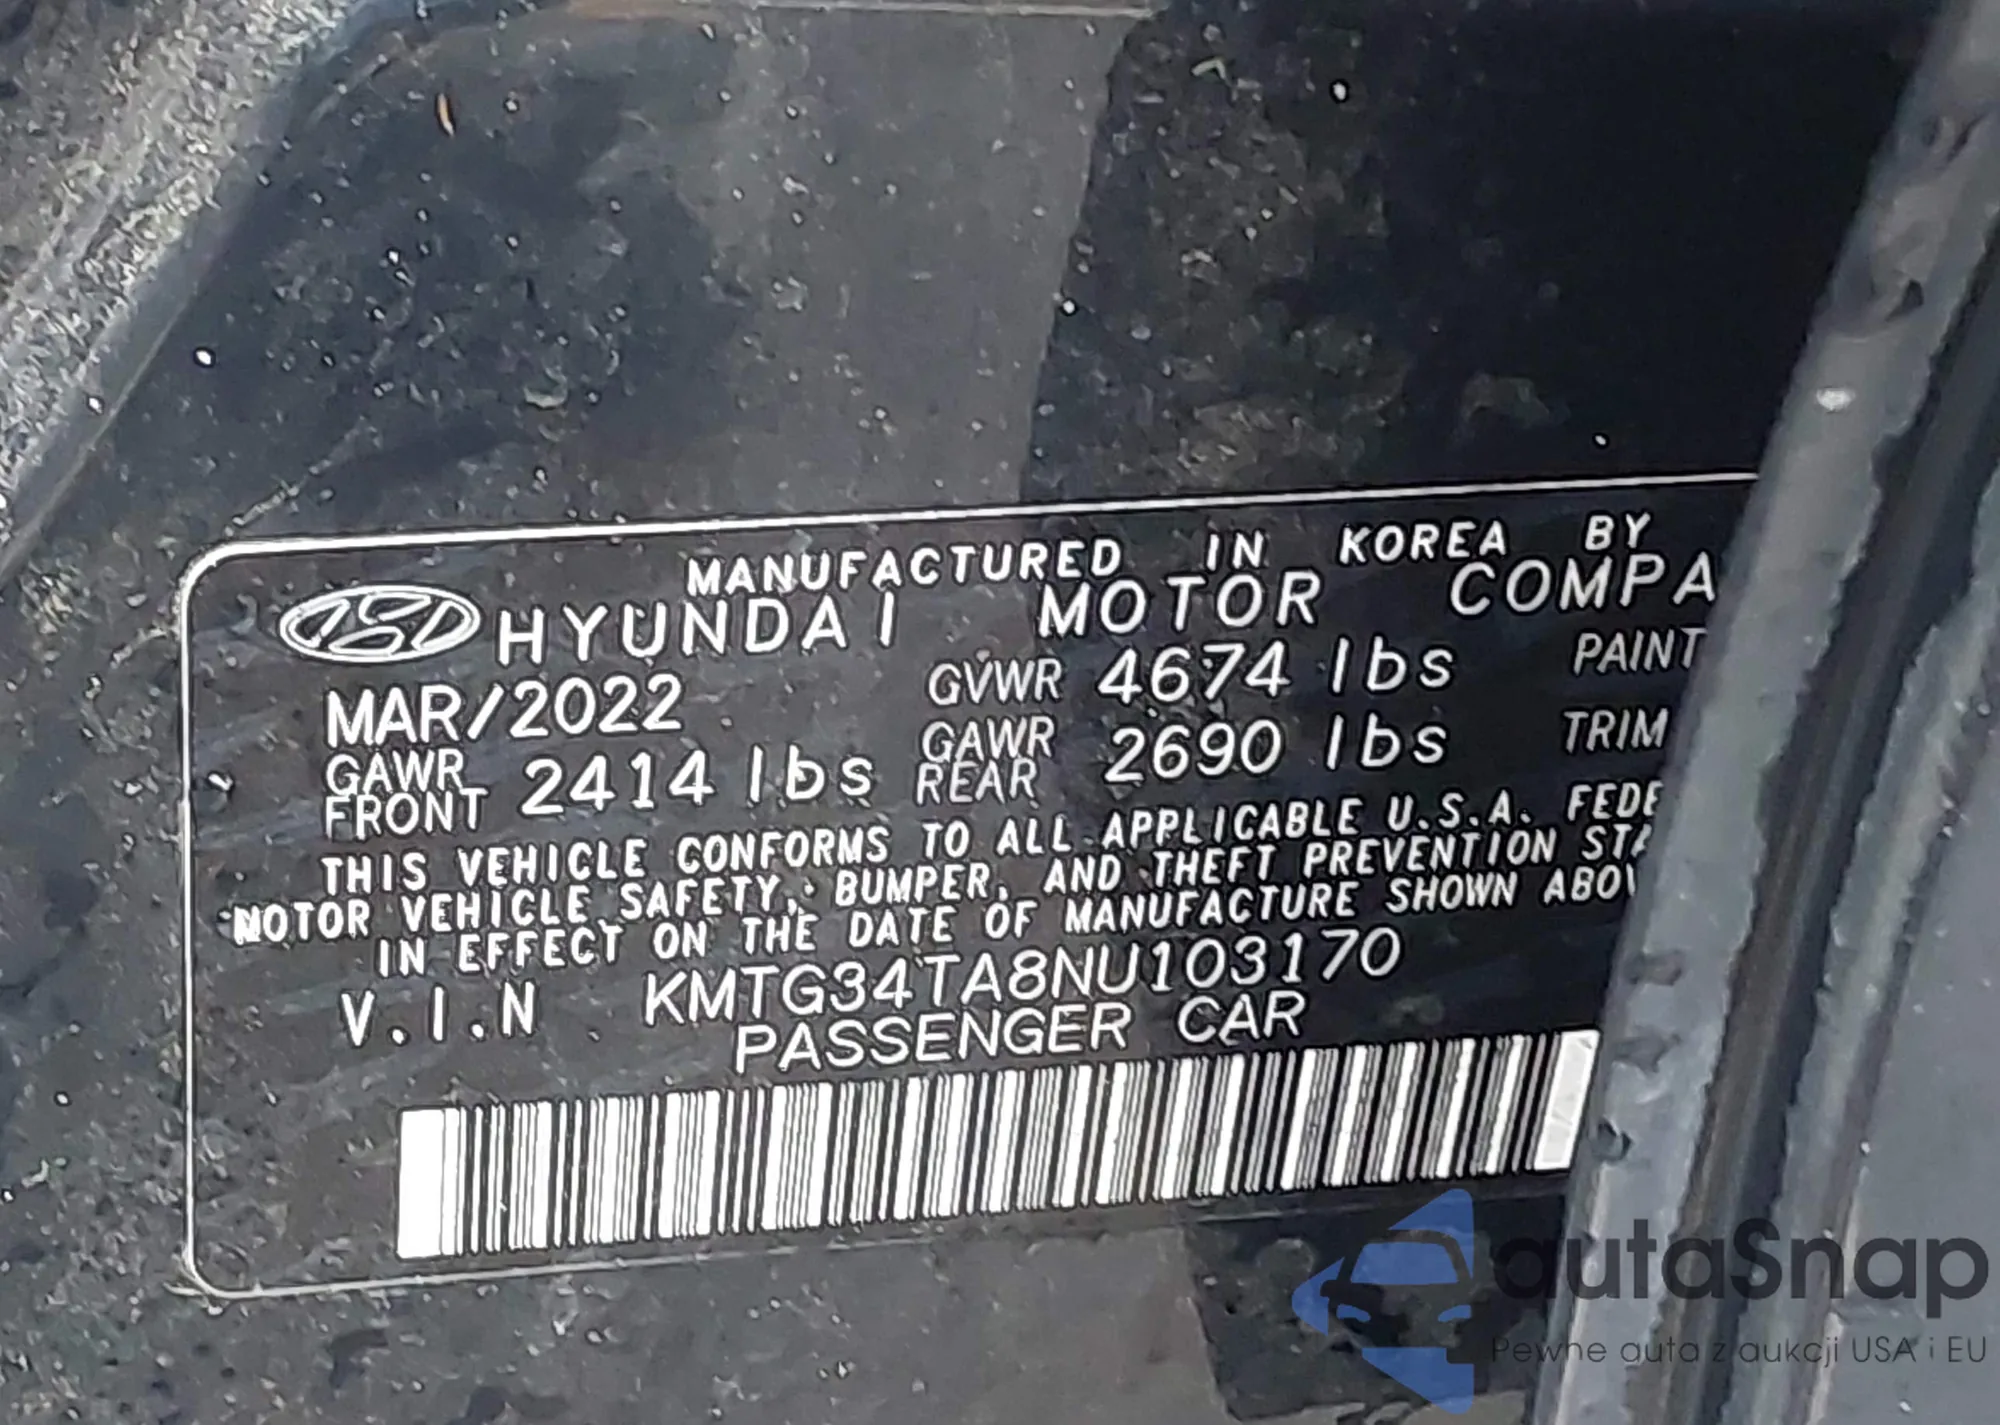 MANUFACTURED IN KOREA BY
HYUNDAI MOTOR COMPA
MAR/2022 GVWR 4674 lbs PAINT
GAWR FRONT 2414 lbs GAWR REAR 2690 lbs TRIM
THIS VEHICLE CONFORMS TO ALL APPLICABLE U.S.A. FEDE
MOTOR VEHICLE SAFETY, BUMPER, AND THEFT PREVENTION STA
IN EFFECT ON THE DATE OF MANUFACTURE SHOWN ABOV
V.I.N KMTG34TA8NU103170
PASSENGER CAR
autaSnap
Pewne auta z aukcji USA i EU